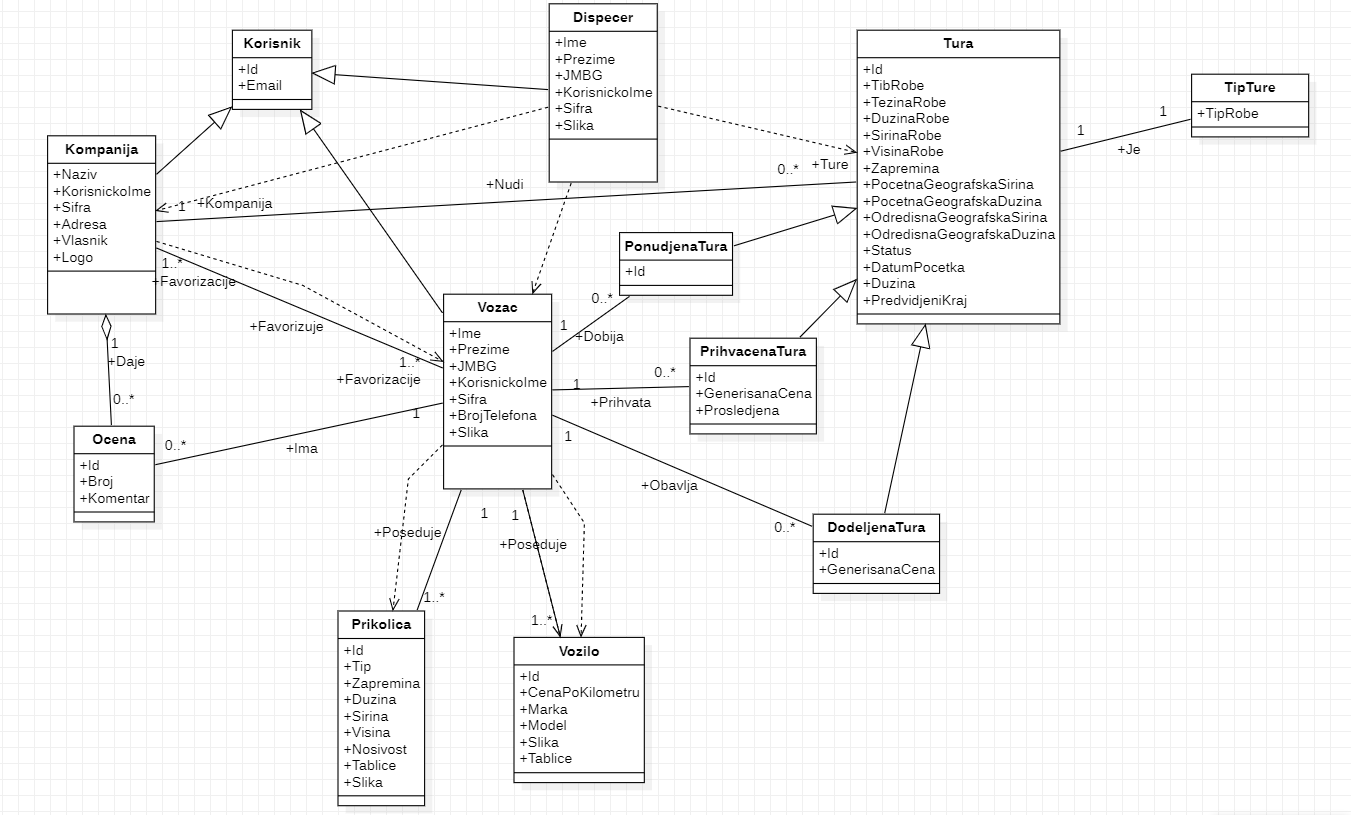 Korisnik
+Id
+Email
Dispecer
+Ime
+Prezime
+JMBG
+KorisnickoIme
+Sifra
+Slika
Tura
+Id
+TibRobe
+TezinaRobe
+DuzinaRobe
+SirinaRobe
+VisinaRobe
+Zapremina
+PocetnaGeografskaSirina
+PocetnaGeografskaDuzina
+OdredisnaGeografskaSirina
+OdredisnaGeografskaDuzina
+Status
+DatumPocetka
+Duzina
+PredvidjeniKraj
TipTure
+TipRobe
1
1
+Je
Kompanija
+Naziv
+KorisnickoIme
+Sifra
+Adresa
+Vlasnik
+Logo
1
+Kompanija
+Nudi
0..*
+Ture
1..*
+Favorizacije
+Favorizuje
1..*
+Favorizacije
PonudjenaTura
+Id
0..*
1
+Dobija
Vozac
+Ime
+Prezime
+JMBG
+KorisnickoIme
+Sifra
+BrojTelefona
+Slika
PrihvacenaTura
+Id
+GenerisanaCena
+Prosledjena
0..*
1
+Prihvata
1
+Daje
0..*
Ocena
+Id
+Broj
+Komentar
0..*
+Ima
1
1
+Obavlja
0..*
DodeljenaTura
+Id
+GenerisanaCena
1
+Poseduje
1..*
1
+Poseduje
1..*
Prikolica
+Id
+Tip
+Zapremina
+Duzina
+Sirina
+Visina
+Nosivost
+Tablice
+Slika
Vozilo
+Id
+CenaPoKilometru
+Marka
+Model
+Slika
+Tablice